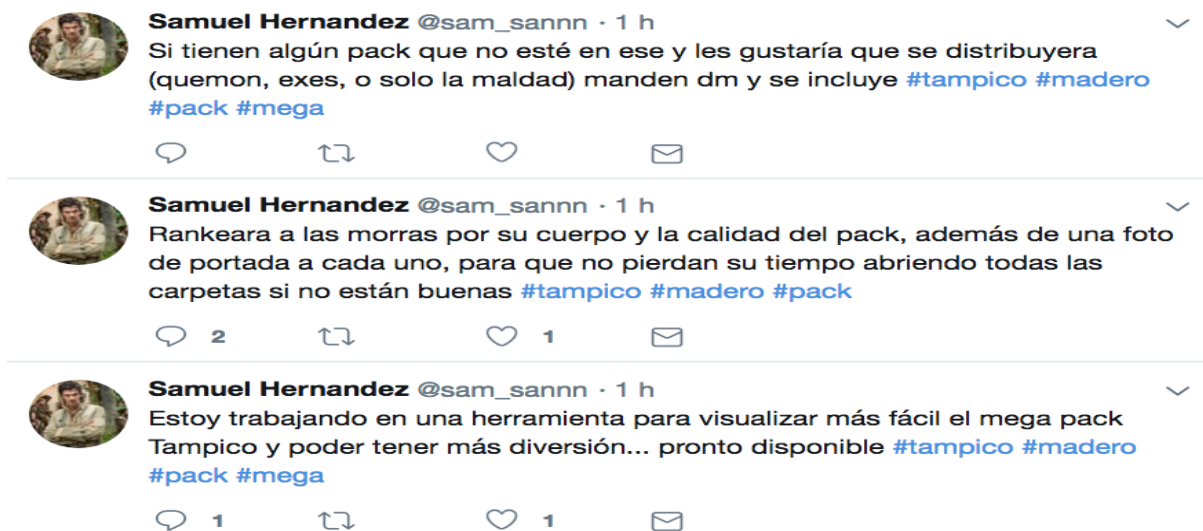 Samuel Hernandez @sam_sannn · 1 h
Si tienen algún pack que no esté en ese y les gustaría que se distribuyera
(quemon, exes, o solo la maldad) manden dm y se incluye #tampico #madero
#pack #mega
Samuel Hernandez @sam_sannn · 1 h
Rankeara a las morras por su cuerpo y la calidad del pack, además de una foto
de portada a cada uno, para que no pierdan su tiempo abriendo todas las
carpetas si no están buenas #tampico #madero #pack
2 1
Samuel Hernandez @sam_sannn · 1 h
Estoy trabajando en una herramienta para visualizar más fácil el mega pack
Tampico y poder tener más diversión... pronto disponible #tampico #madero
#pack #mega
1 1